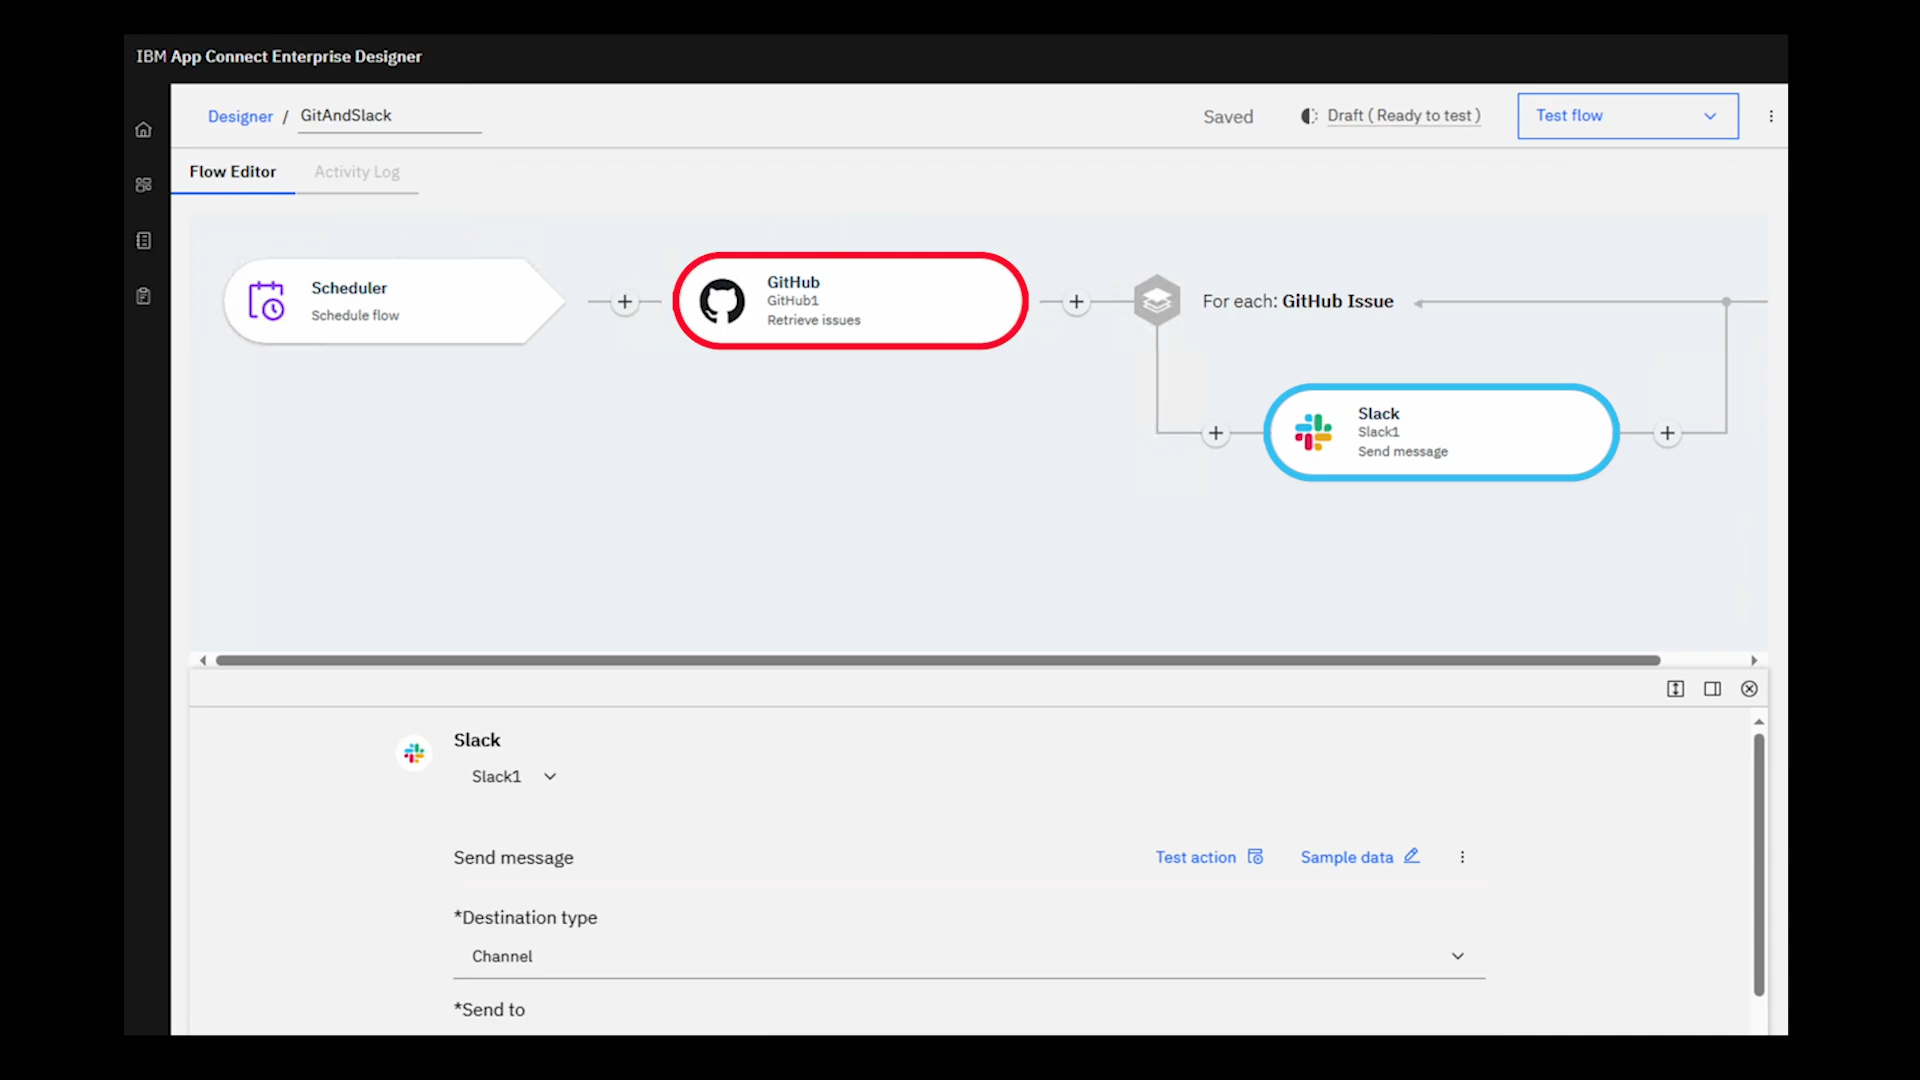 IBM App Connect Enterprise Designer
Designer / GitAndSlack
Saved
Draft ( Ready to test )
Test flow
Flow Editor
Activity Log
Scheduler
Schedule flow
GitHub
GitHub1
Retrieve issues
For each: GitHub Issue
Slack
Slack1
Send message
Slack
Slack1
Send message
Test action
Sample data
*Destination type
Channel
*Send to